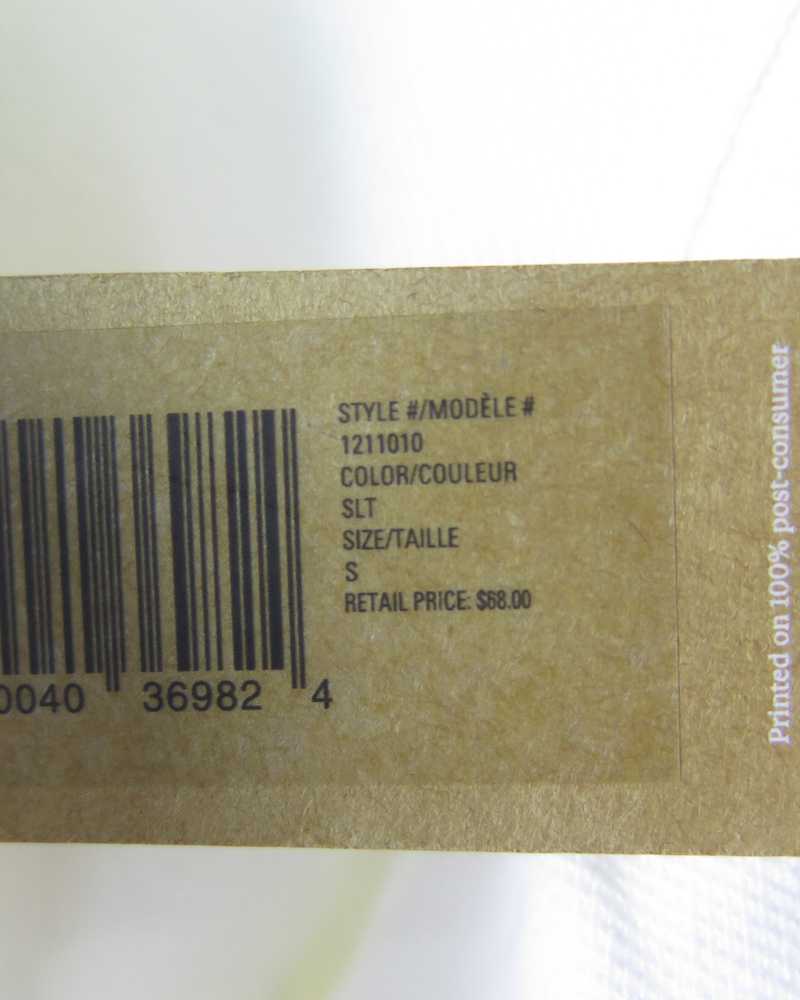 STYLE #/MODÈLE #
1211010
COLOR/COULEUR
SLT
SIZE/TAILLE
S
RETAIL PRICE: $68.00
0040 36982 4
Printed on 100% post-consumer